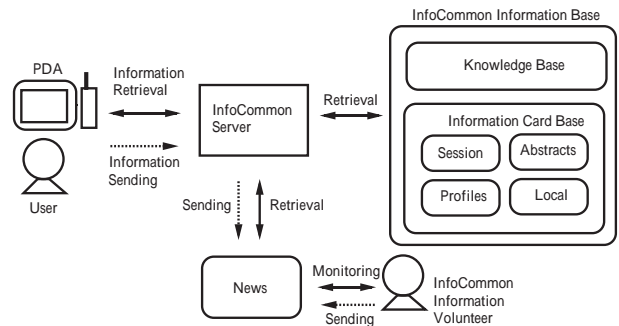 InfoCommon Information Base
PDA
Information
Retrieval
InfoCommon
Server
Retrieval
Knowledge Base
Information Card Base
Session
Abstracts
Profiles
Local
Information
Sending
User
Sending
Retrieval
News
Monitoring
Sending
InfoCommon
Information
Volunteer